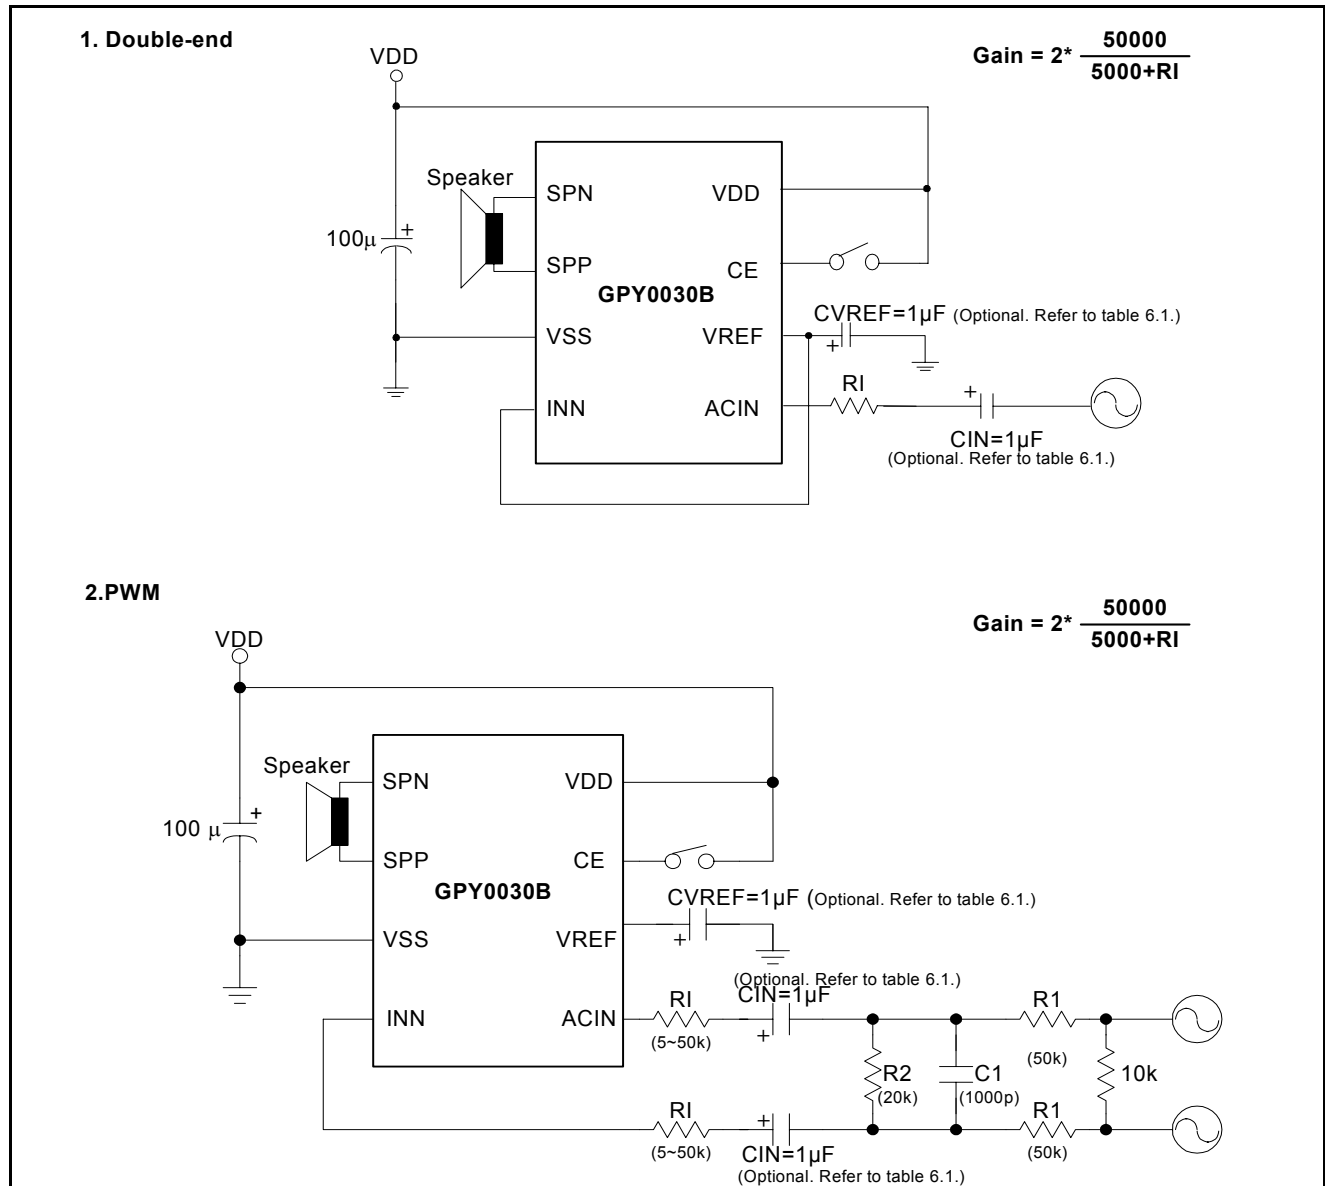 1. Double-end
Gain = 2* 50000
5000+RI
VDD
Speaker
SPN
VDD
100μ
+
SPP
CE
GPY0030B
CVREF=1μF (Optional. Refer to table 6.1.)
VSS
VREF
+
RI
+
INN
ACIN
CIN=1μF
(Optional. Refer to table 6.1.)
2.PWM
Gain = 2* 50000
5000+RI
VDD
Speaker
SPN
VDD
100 μ
+
SPP
CE
GPY0030B
CVREF=1μF (Optional. Refer to table 6.1.)
VSS
VREF
+
(Optional. Refer to table 6.1.)
CIN=1μF
RI
R1
INN
ACIN
(5~50k)
+
(50k)
R2
(20k)
C1
(1000p)
10k
RI
+
R1
(5~50k)
CIN=1μF
(50k)
(Optional. Refer to table 6.1.)